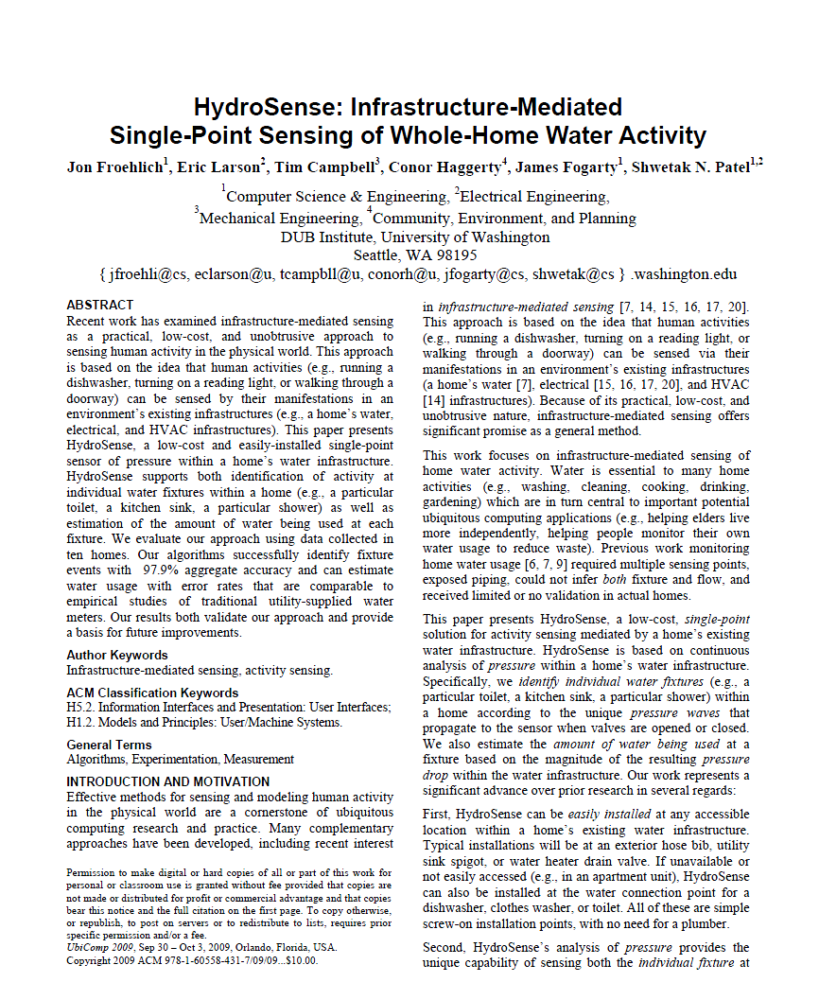 HydroSense: Infrastructure-Mediated
Single-Point Sensing of Whole-Home Water Activity
Jon Froehlich1, Eric Larson2, Tim Campbell3, Conor Haggerty4, James Fogarty1, Shwetak N. Patel1,2
1Computer Science & Engineering, 2Electrical Engineering,
3Mechanical Engineering, 4Community, Environment, and Planning
DUB Institute, University of Washington
Seattle, WA 98195
{ jfroehli@cs, eclarson@u, tcampbll@u, conorh@u, jfogarty@cs, shwetak@cs } .washington.edu
ABSTRACT
Recent work has examined infrastructure-mediated sensing
as a practical, low-cost, and unobtrusive approach to
sensing human activity in the physical world. This approach
is based on the idea that human activities (e.g., running a
dishwasher, turning on a reading light, or walking through a
doorway) can be sensed by their manifestations in an
environment's existing infrastructures (e.g., a home's water,
electrical, and HVAC infrastructures). This paper presents
HydroSense, a low-cost and easily-installed single-point
sensor of pressure within a home's water infrastructure.
HydroSense supports both identification of activity at
individual water fixtures within a home (e.g., a particular
toilet, a kitchen sink, a particular shower) as well as
estimation of the amount of water being used at each
fixture. We evaluate our approach using data collected in
ten homes. Our algorithms successfully identify fixture
events with 97.9% aggregate accuracy and can estimate
water usage with error rates that are comparable to
empirical studies of traditional utility-supplied water
meters. Our results both validate our approach and provide
a basis for future improvements.
Author Keywords
Infrastructure-mediated sensing, activity sensing.
ACM Classification Keywords
H5.2. Information Interfaces and Presentation: User Interfaces;
H1.2. Models and Principles: User/Machine Systems.
General Terms
Algorithms, Experimentation, Measurement
INTRODUCTION AND MOTIVATION
Effective methods for sensing and modeling human activity
in the physical world are a cornerstone of ubiquitous
computing research and practice. Many complementary
approaches have been developed, including recent interest
Permission to make digital or hard copies of all or part of this work for
personal or classroom use is granted without fee provided that copies are
not made or distributed for profit or commercial advantage and that copies
bear this notice and the full citation on the first page. To copy otherwise,
or republish, to post on servers or to redistribute to lists, requires prior
specific permission and/or a fee.
UbiComp 2009, Sep 30 – Oct 3, 2009, Orlando, Florida, USA.
Copyright 2009 ACM 978-1-60558-431-7/09/09...$10.00.
in infrastructure-mediated sensing [7, 14, 15, 16, 17, 20].
This approach is based on the idea that human activities
(e.g., running a dishwasher, turning on a reading light, or
walking through a doorway) can be sensed via their
manifestations in an environment's existing infrastructures
(a home's water [7], electrical [15, 16, 17, 20], and HVAC
[14] infrastructures). Because of its practical, low-cost, and
unobtrusive nature, infrastructure-mediated sensing offers
significant promise as a general method.
This work focuses on infrastructure-mediated sensing of
home water activity. Water is essential to many home
activities (e.g., washing, cleaning, cooking, drinking,
gardening) which are in turn central to important potential
ubiquitous computing applications (e.g., helping elders live
more independently, helping people monitor their own
water usage to reduce waste). Previous work monitoring
home water usage [6, 7, 9] required multiple sensing points,
exposed piping, could not infer both fixture and flow, and
received limited or no validation in actual homes.
This paper presents HydroSense, a low-cost, single-point
solution for activity sensing mediated by a home's existing
water infrastructure. HydroSense is based on continuous
analysis of pressure within a home's water infrastructure.
Specifically, we identify individual water fixtures (e.g., a
particular toilet, a kitchen sink, a particular shower) within
a home according to the unique pressure waves that
propagate to the sensor when valves are opened or closed.
We also estimate the amount of water being used at a
fixture based on the magnitude of the resulting pressure
drop within the water infrastructure. Our work represents a
significant advance over prior research in several regards:
First, HydroSense can be easily installed at any accessible
location within a home's existing water infrastructure.
Typical installations will be at an exterior hose bib, utility
sink spigot, or water heater drain valve. If unavailable or
not easily accessed (e.g., in an apartment unit), HydroSense
can also be installed at the water connection point for a
dishwasher, clothes washer, or toilet. All of these are simple
screw-on installation points, with no need for a plumber.
Second, HydroSense's analysis of pressure provides the
unique capability of sensing both the individual fixture at